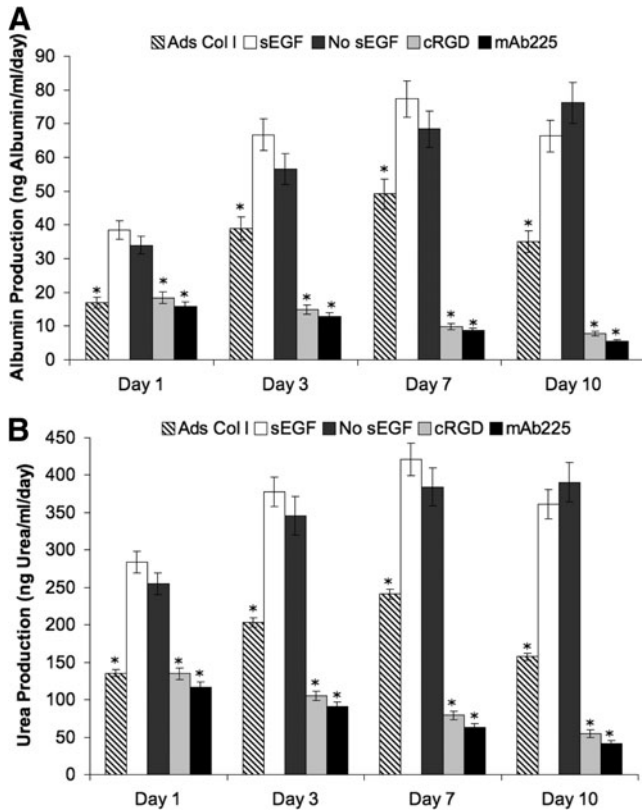 A
Ads Col I sEGF No sEGF cRGD mAb225
Albumin Production (ng Albumin/ml/day)
90
80
70
60
50
40
30
20
10
0
* * *
* * *
* * *
* * *
Day 1 Day 3 Day 7 Day 10
B
Ads Col I sEGF No sEGF cRGD mAb225
Urea Production (ng Urea/ml/day)
450
400
350
300
250
200
150
100
50
0
* * *
* * *
* * *
* * *
Day 1 Day 3 Day 7 Day 10